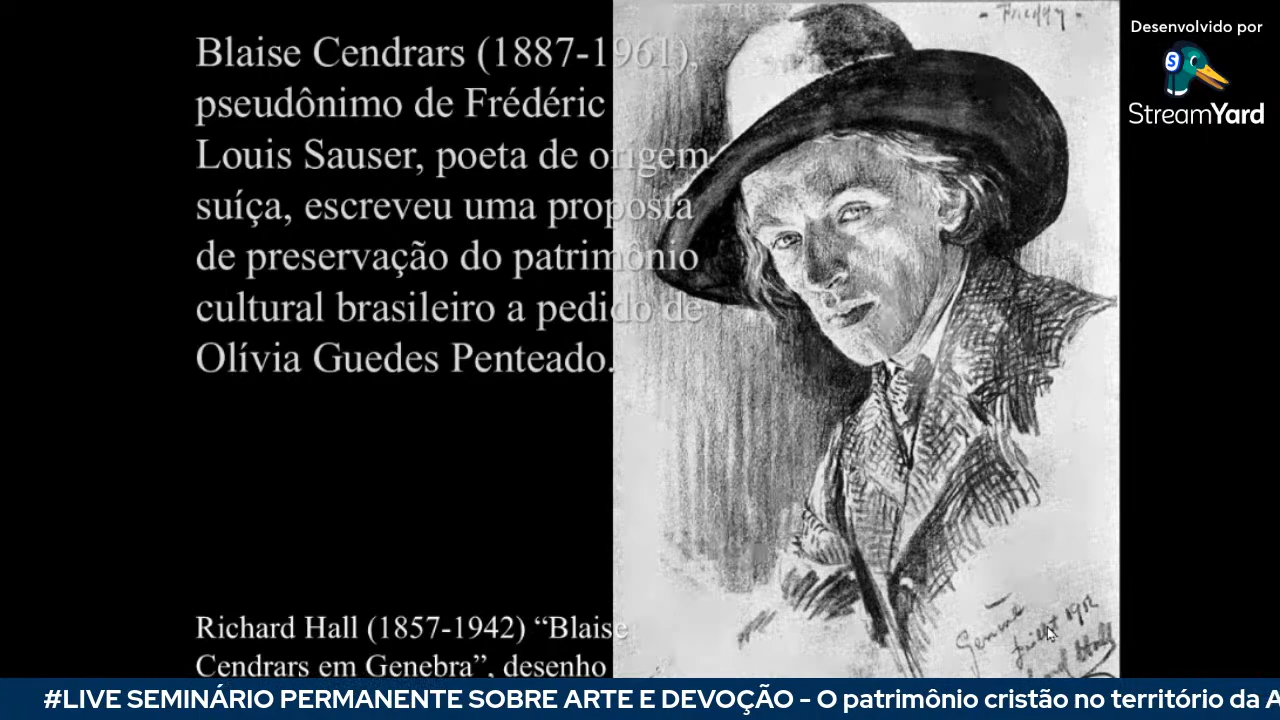 Blaise Cendrars (1887-1961),
pseudônimo de Frédéric
Louis Sauser, poeta de origem
suíça, escreveu uma proposta
de preservação do patrimônio
cultural brasileiro a pedido de
Olívia Guedes Penteado.
Richard Hall (1857-1942) “Blaise
Cendrars em Genebra”, desenho
- Freddy -
Desenvolvido por
StreamYard
#LIVE SEMINÁRIO PERMANENTE SOBRE ARTE E DEVOÇÃO - O patrimônio cristão no território da A